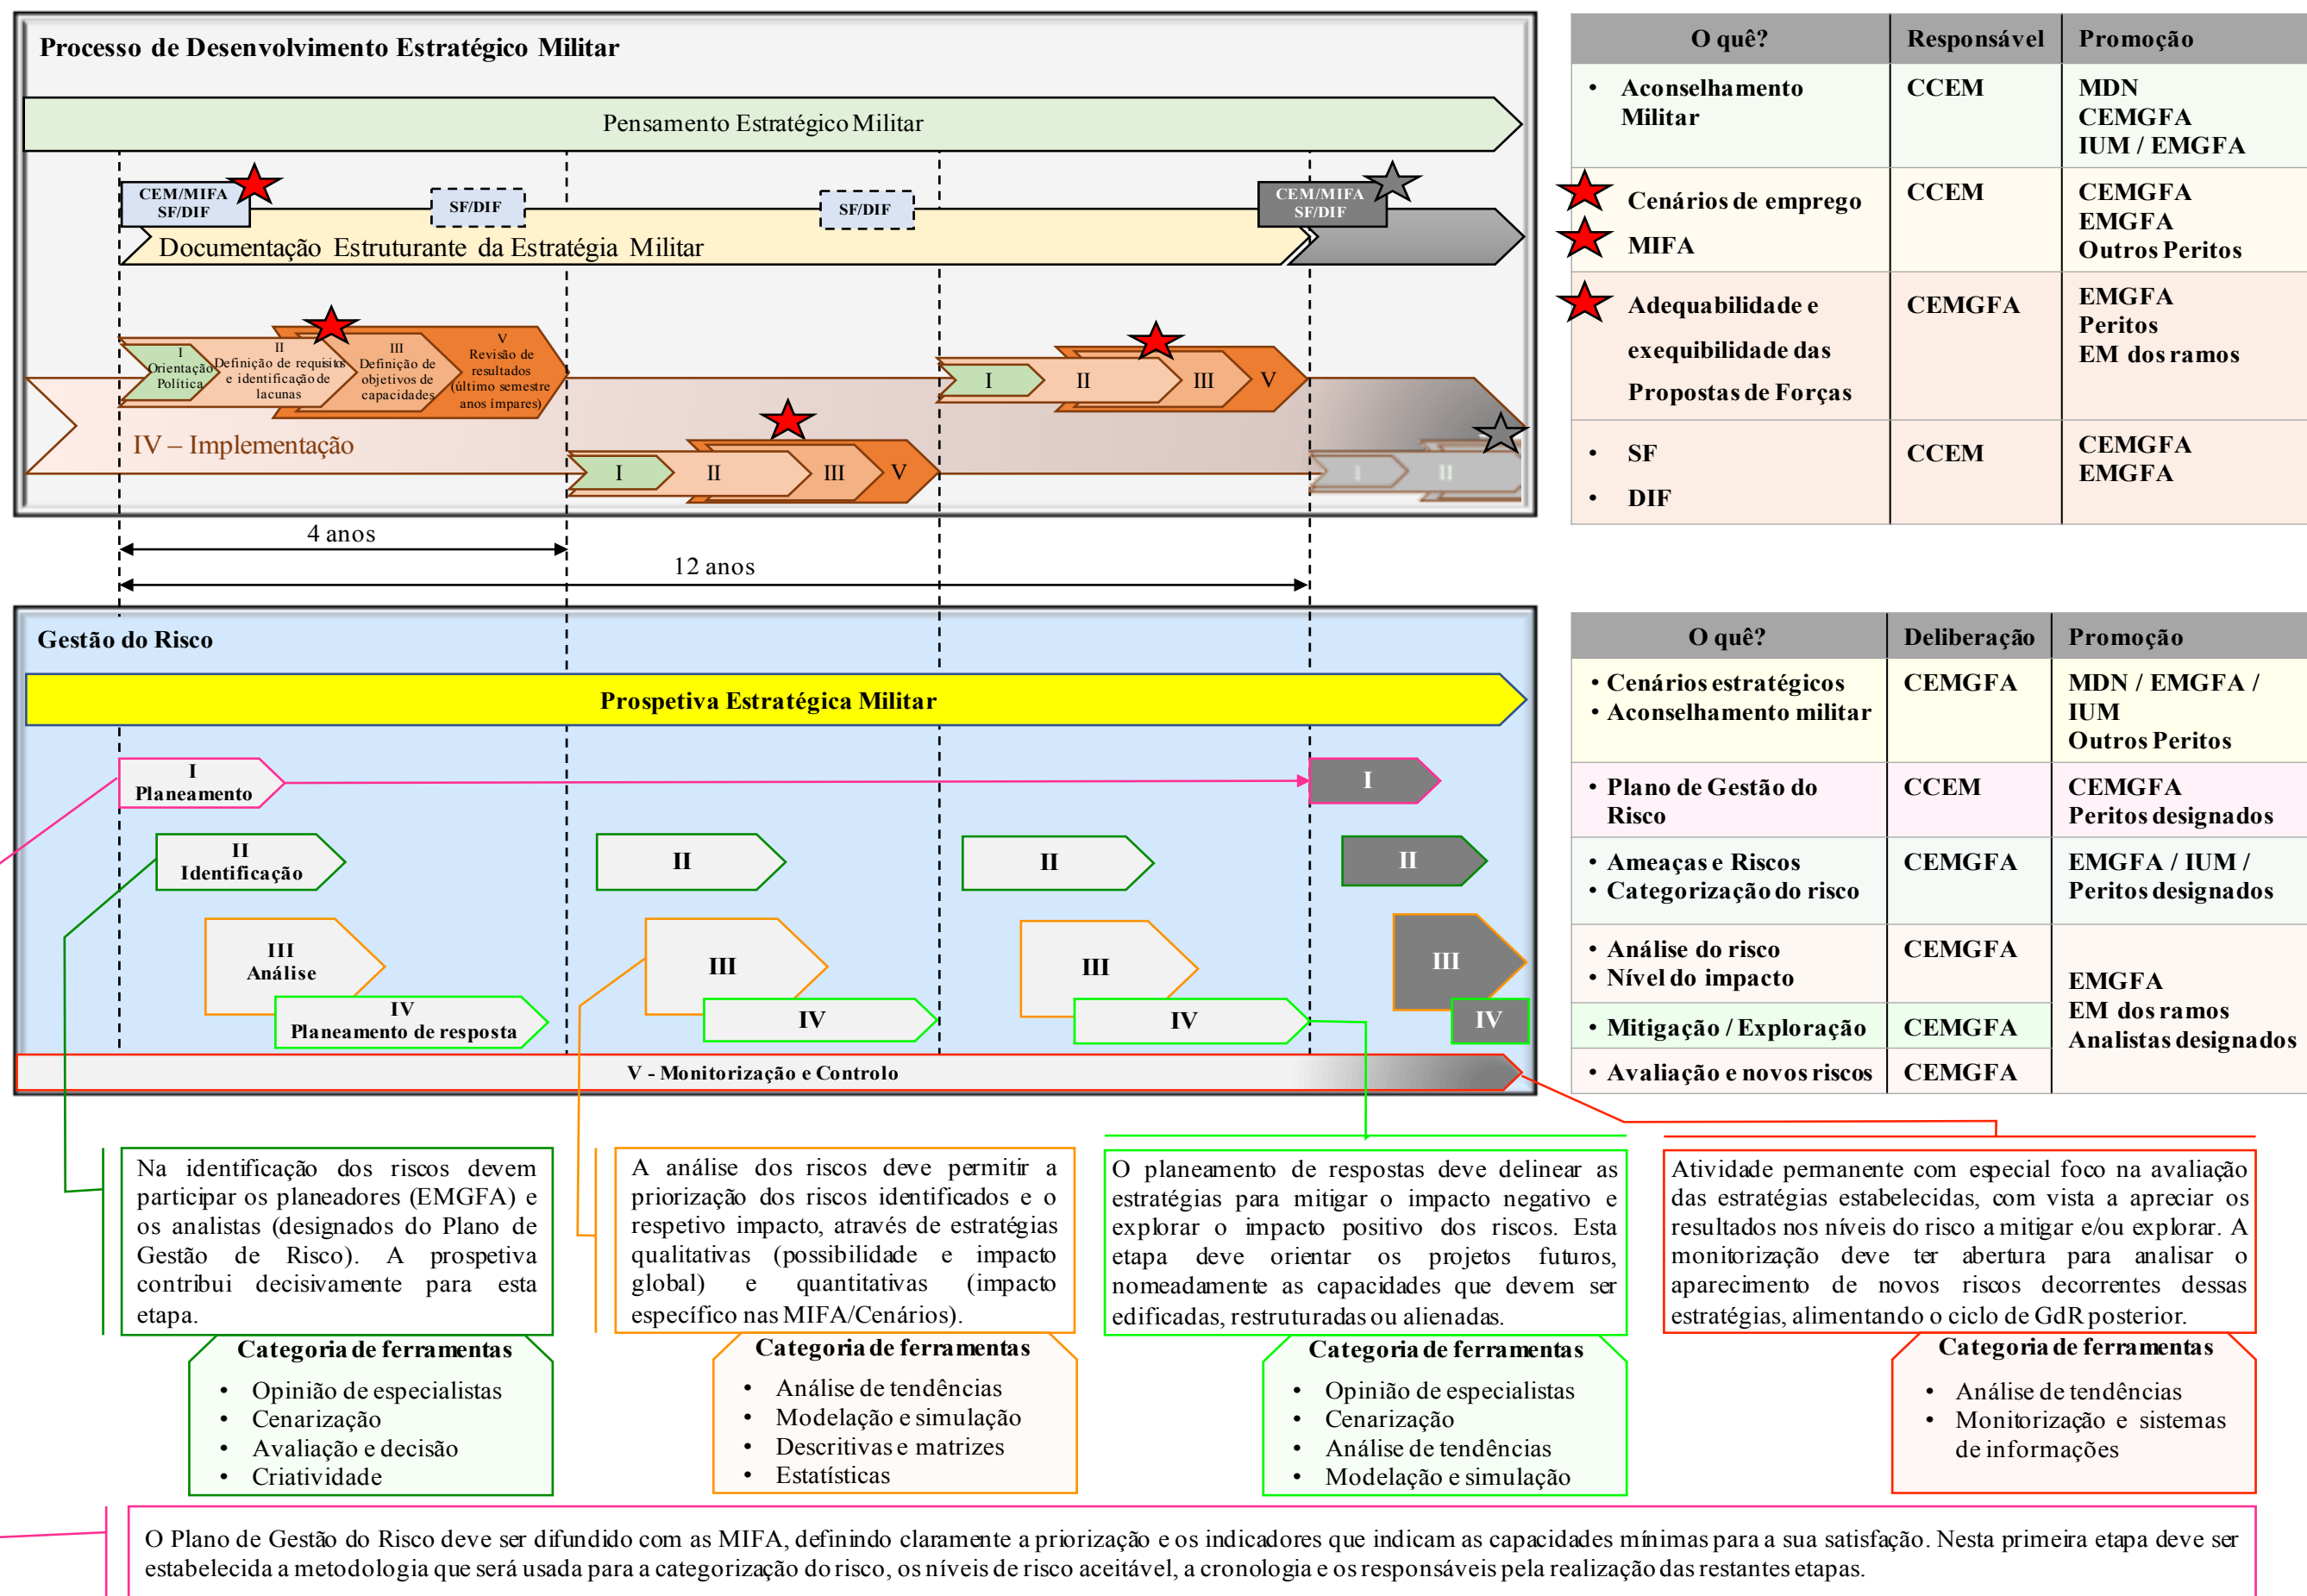 Processo de Desenvolvimento Estratégico Militar
Pensamento Estratégico Militar
CEM/MIFA
SF/DIF
SF/DIF
SF/DIF
CEM/MIFA
SF/DIF
Documentação Estruturante da Estratégia Militar
I
Orientação
Política
II
Definição de requisitos
e identificação de
lacunas
III
Definição de
objetivos de
capacidades
V
Revisão de
resultados
(último semestre
anos ímpares)
I
II
III
V
IV – Implementação
I
II
III
V
I
II
4 anos
12 anos
O quê?
Responsável
Promoção
• Aconselhamento
Militar
CCEM
MDN
CEMGFA
IUM / EMGFA
Cenários de emprego
MIFA
CCEM
CEMGFA
EMGFA
Outros Peritos
Adequabilidade e
exequibilidade das
Propostas de Forças
CEMGFA
EMGFA
Peritos
EM dos ramos
• SF
• DIF
CCEM
CEMGFA
EMGFA
Gestão do Risco
Prospetiva Estratégica Militar
I
Planeamento
I
II
Identificação
II
II
II
III
Análise
III
III
III
IV
Planeamento de resposta
IV
IV
IV
V - Monitorização e Controlo
O quê?
Deliberação
Promoção
• Cenários estratégicos
• Aconselhamento militar
CEMGFA
MDN / EMGFA /
IUM
Outros Peritos
• Plano de Gestão do
Risco
CCEM
CEMGFA
Peritos designados
• Ameaças e Riscos
• Categorização do risco
CEMGFA
EMGFA / IUM /
Peritos designados
• Análise do risco
• Nível do impacto
CEMGFA
• Mitigação / Exploração
CEMGFA
• Avaliação e novos riscos
CEMGFA
EMGFA
EM dos ramos
Analistas designados
Na identificação dos riscos devem
participar os planeadores (EMGFA) e
os analistas (designados do Plano de
Gestão de Risco). A prospetiva
contribui decisivamente para esta
etapa.
Categoria de ferramentas
• Opinião de especialistas
• Cenarização
• Avaliação e decisão
• Criatividade
A análise dos riscos deve permitir a
priorização dos riscos identificados e o
respetivo impacto, através de estratégias
qualitativas (possibilidade e impacto
global) e quantitativas (impacto
específico nas MIFA/Cenários).
Categoria de ferramentas
• Análise de tendências
• Modelação e simulação
• Descritivas e matrizes
• Estatísticas
O planeamento de respostas deve delinear as
estratégias para mitigar o impacto negativo e
explorar o impacto positivo dos riscos. Esta
etapa deve orientar os projetos futuros,
nomeadamente as capacidades que devem ser
edificadas, restruturadas ou alienadas.
Categoria de ferramentas
• Opinião de especialistas
• Cenarização
• Análise de tendências
• Modelação e simulação
Atividade permanente com especial foco na avaliação
das estratégias estabelecidas, com vista a apreciar os
resultados nos níveis do risco a mitigar e/ou explorar. A
monitorização deve ter abertura para analisar o
aparecimento de novos riscos decorrentes dessas
estratégias, alimentando o ciclo de GdR posterior.
Categoria de ferramentas
• Análise de tendências
• Monitorização e sistemas
de informações
O Plano de Gestão do Risco deve ser difundido com as MIFA, definindo claramente a priorização e os indicadores que indicam as capacidades mínimas para a sua satisfação. Nesta primeira etapa deve ser
estabelecida a metodologia que será usada para a categorização do risco, os níveis de risco aceitável, a cronologia e os responsáveis pela realização das restantes etapas.